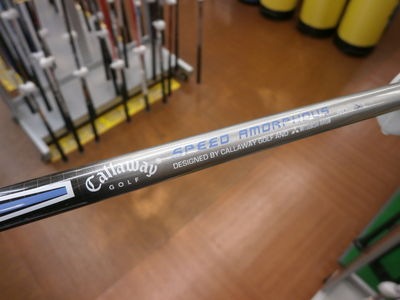 Callaway
GOLF
SPEED AMORPHOUS
DESIGNED BY CALLAWAY GOLF AND